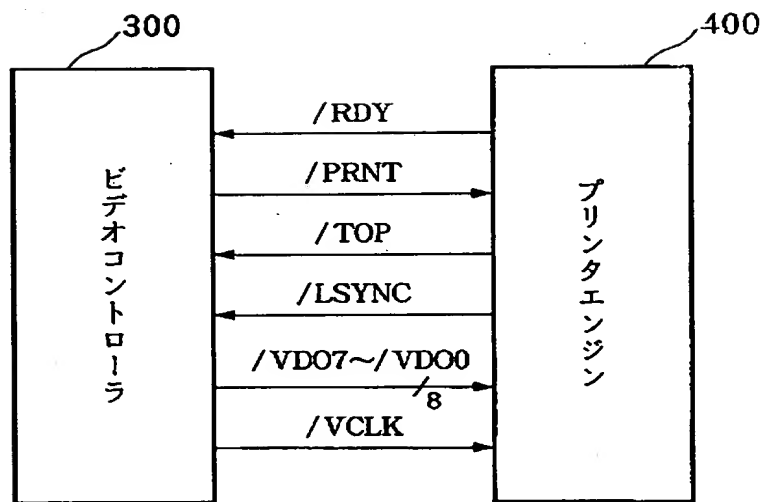 300
400
ビデオコントローラ
/RDY
/PRNT
/TOP
/LSYNC
/VDO7～/VDO0
8
/VCLK
プリンタエンジン